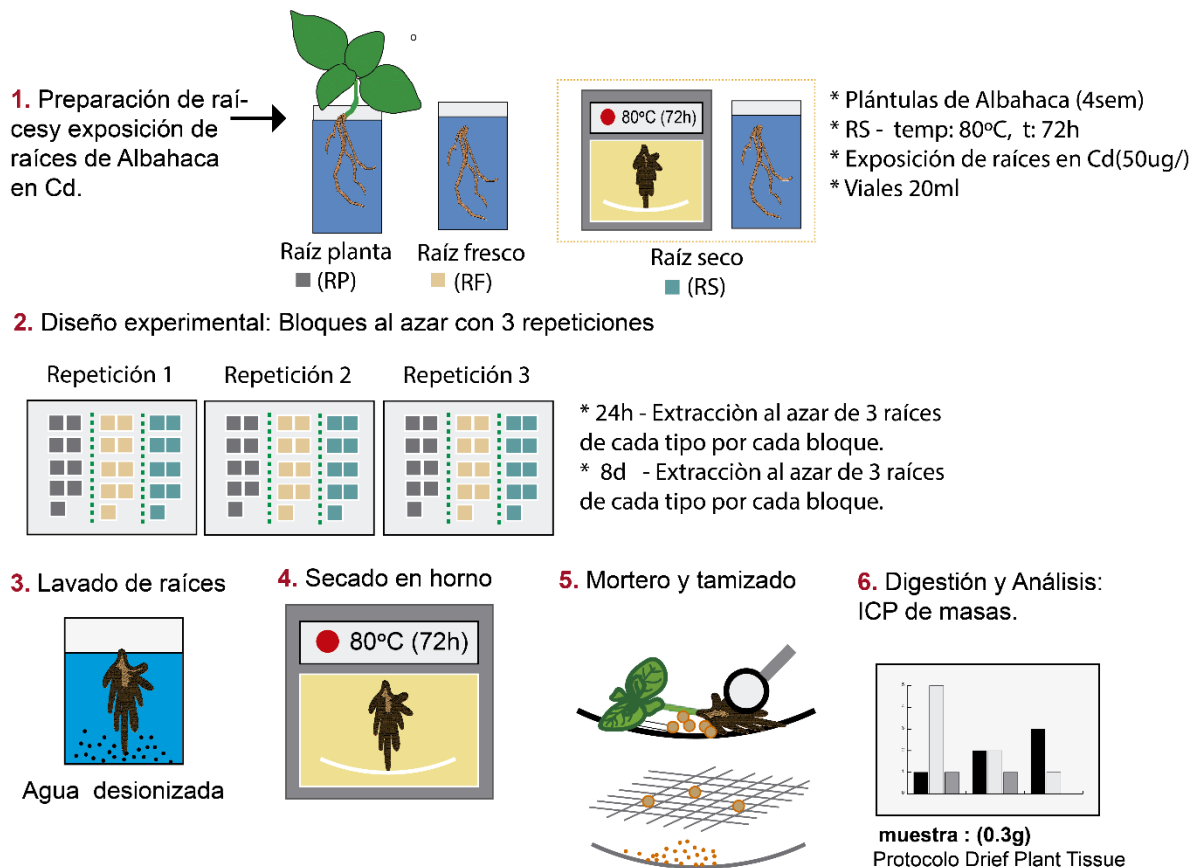 1. Preparación de raí-
cesy exposición de
raíces de Albahaca
en Cd.
80ºC (72h)
* Plántulas de Albahaca (4sem)
* RS - temp: 80ºC, t: 72h
* Exposición de raíces en Cd(50ug/)
* Viales 20ml
Raíz planta
(RP)
Raíz fresco
(RF)
Raíz seco
(RS)
2. Diseño experimental: Bloques al azar con 3 repeticiones
Repetición 1
Repetición 2
Repetición 3
* 24h - Extracciòn al azar de 3 raíces
de cada tipo por cada bloque.
* 8d - Extracciòn al azar de 3 raíces
de cada tipo por cada bloque.
3. Lavado de raíces
Agua desionizada
4. Secado en horno
80ºC (72h)
5. Mortero y tamizado
6. Digestión y Análisis:
ICP de masas.
muestra : (0.3g)
Protocolo Drief Plant Tissue